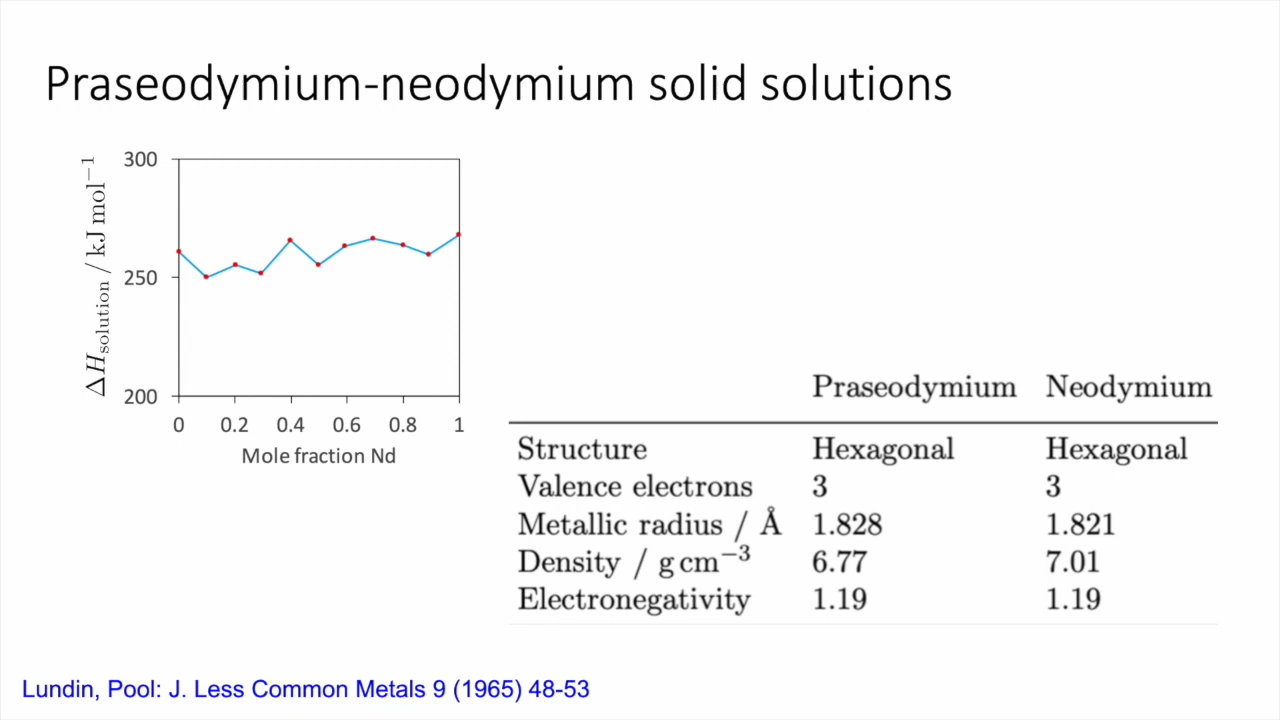 Praseodymium-neodymium solid solutions
ΔH_solution / kJ mol⁻¹
300
250
200
0 0.2 0.4 0.6 0.8 1
Mole fraction Nd
Praseodymium Neodymium
Structure Hexagonal Hexagonal
Valence electrons 3 3
Metallic radius / Å 1.828 1.821
Density / g cm⁻³ 6.77 7.01
Electronegativity 1.19 1.19
Lundin, Pool: J. Less Common Metals 9 (1965) 48-53